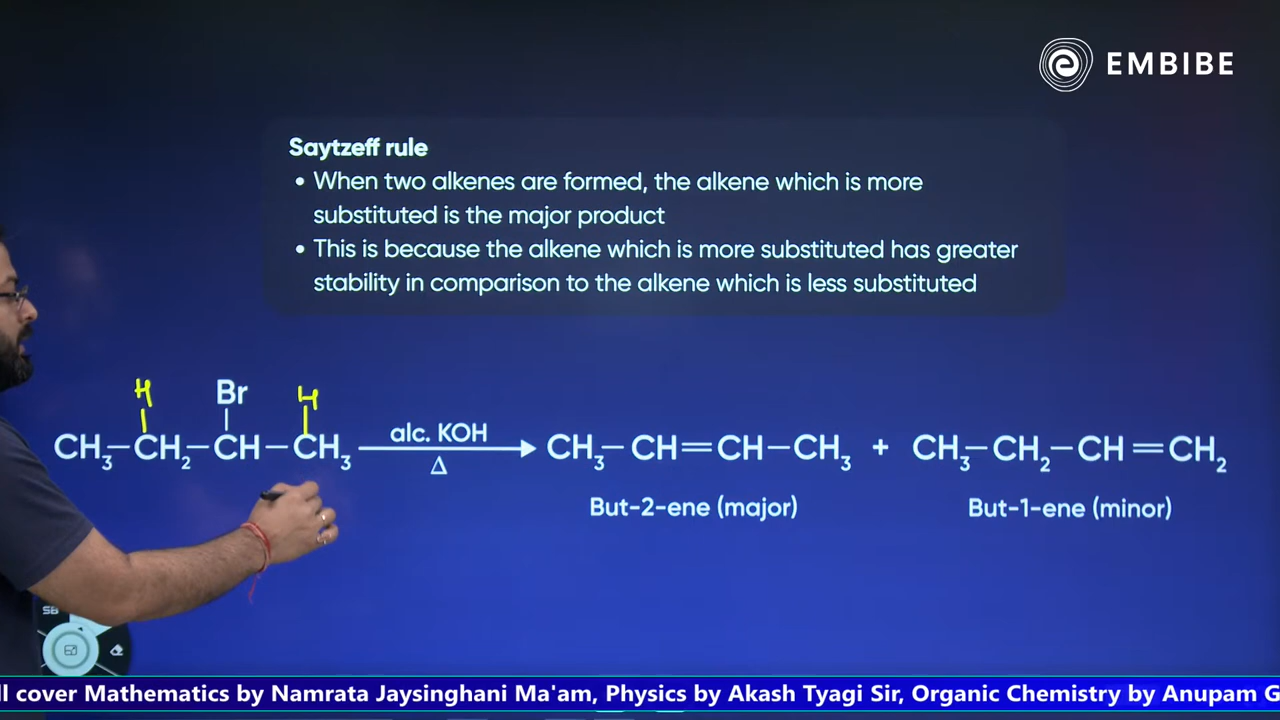 EMBIBE
Saytzeff rule
• When two alkenes are formed, the alkene which is more
substituted is the major product
• This is because the alkene which is more substituted has greater
stability in comparison to the alkene which is less substituted
H Br H
CH₃—CH₂—CH—CH₃ alc. KOH Δ CH₃—CH=CH—CH₃ + CH₃—CH₂—CH=CH₂
But-2-ene (major) But-1-ene (minor)
SB
ll cover Mathematics by Namrata Jaysinghani Ma'am, Physics by Akash Tyagi Sir, Organic Chemistry by Anupam G